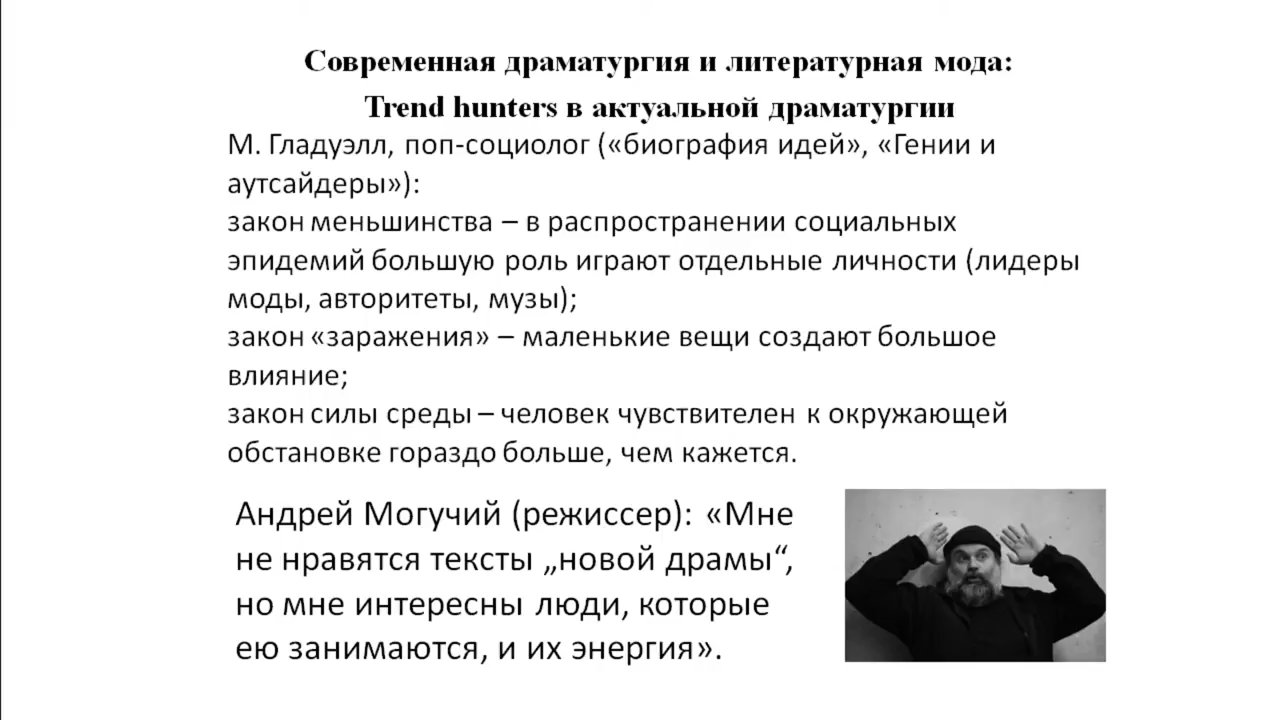 Современная драматургия и литературная мода:
Trend hunters в актуальной драматургии
М. Гладуэлл, поп-социолог («биография идей», «Гении и
аутсайдеры»):
закон меньшинства – в распространении социальных
эпидемий большую роль играют отдельные личности (лидеры
моды, авторитеты, музы);
закон «заражения» – маленькие вещи создают большое
влияние;
закон силы среды – человек чувствителен к окружающей
обстановке гораздо больше, чем кажется.
Андрей Могучий (режиссер): «Мне
не нравятся тексты „новой драмы“,
но мне интересны люди, которые
ею занимаются, и их энергия».